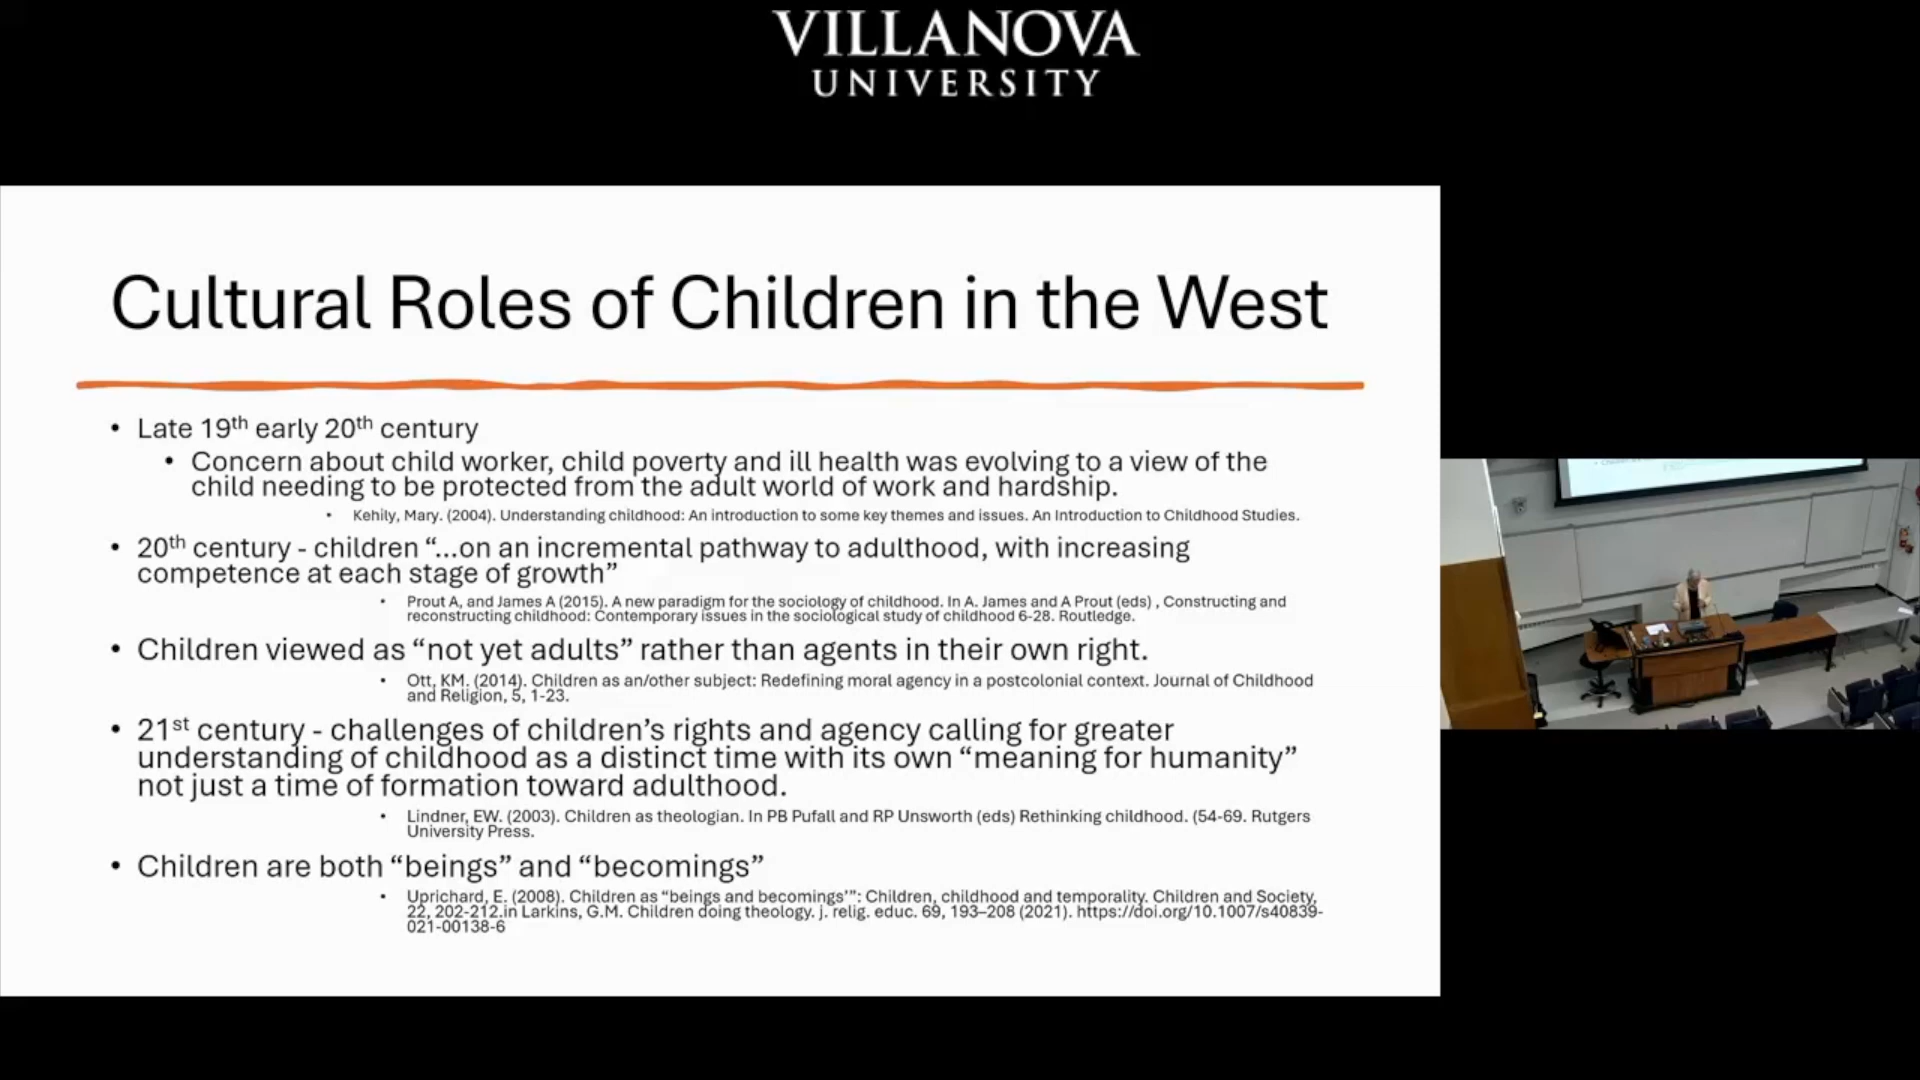 VILLANOVA
UNIVERSITY
Cultural Roles of Children in the West
• Late 19th early 20th century
• Concern about child worker, child poverty and ill health was evolving to a view of the
child needing to be protected from the adult world of work and hardship.
• Kehily, Mary. (2004). Understanding childhood: An introduction to some key themes and issues. An Introduction to Childhood Studies.
• 20th century - children “...on an incremental pathway to adulthood, with increasing
competence at each stage of growth”
• Prout A, and James A (2015). A new paradigm for the sociology of childhood. In A. James and A Prout (eds) , Constructing and
reconstructing childhood: Contemporary issues in the sociological study of childhood 6-28. Routledge.
• Children viewed as “not yet adults” rather than agents in their own right.
• Ott, KM. (2014). Children as an/other subject: Redefining moral agency in a postcolonial context. Journal of Childhood
and Religion, 5, 1-23.
• 21st century - challenges of children’s rights and agency calling for greater
understanding of childhood as a distinct time with its own “meaning for humanity”
not just a time of formation toward adulthood.
• Lindner, EW. (2003). Children as theologian. In PB Pufall and RP Unsworth (eds) Rethinking childhood. (54-69. Rutgers
University Press.
• Children are both “beings” and “becomings”
• Uprichard, E. (2008). Children as “beings and becomings’”: Children, childhood and temporality. Children and Society,
22, 202-212.in Larkins, G.M. Children doing theology. j. relig. educ. 69, 193–208 (2021). https://doi.org/10.1007/s40839-
021-00138-6